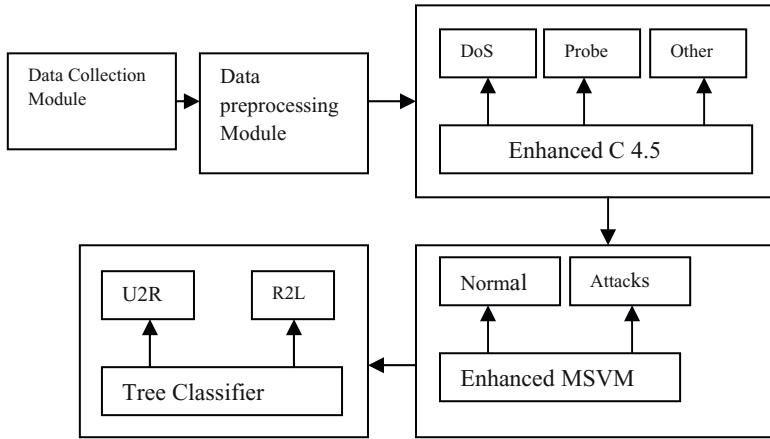 Data Collection
Module
Data
preprocessing
Module
DoS
Probe
Other
Enhanced C 4.5
Normal
Attacks
Enhanced MSVM
U2R
R2L
Tree Classifier